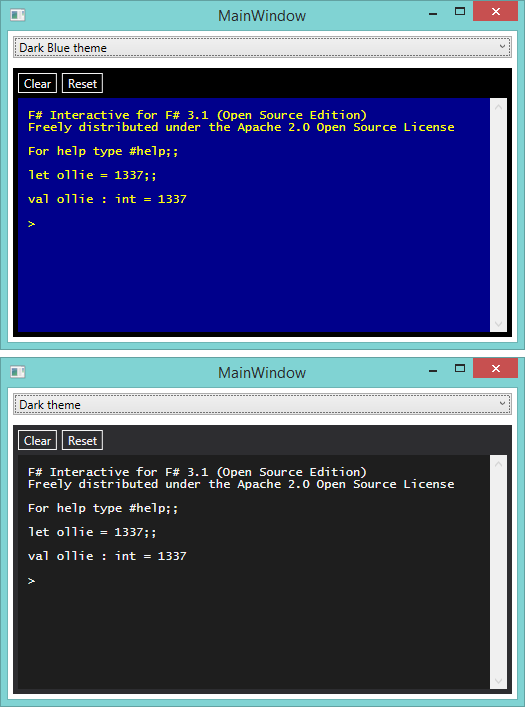 MainWindow
Dark Blue theme
Clear Reset
F# Interactive for F# 3.1 (Open Source Edition)
Freely distributed under the Apache 2.0 Open Source License
For help type #help;;
let ollie = 1337;;
val ollie : int = 1337
>
MainWindow
Dark theme
Clear Reset
F# Interactive for F# 3.1 (Open Source Edition)
Freely distributed under the Apache 2.0 Open Source License
For help type #help;;
let ollie = 1337;;
val ollie : int = 1337
>